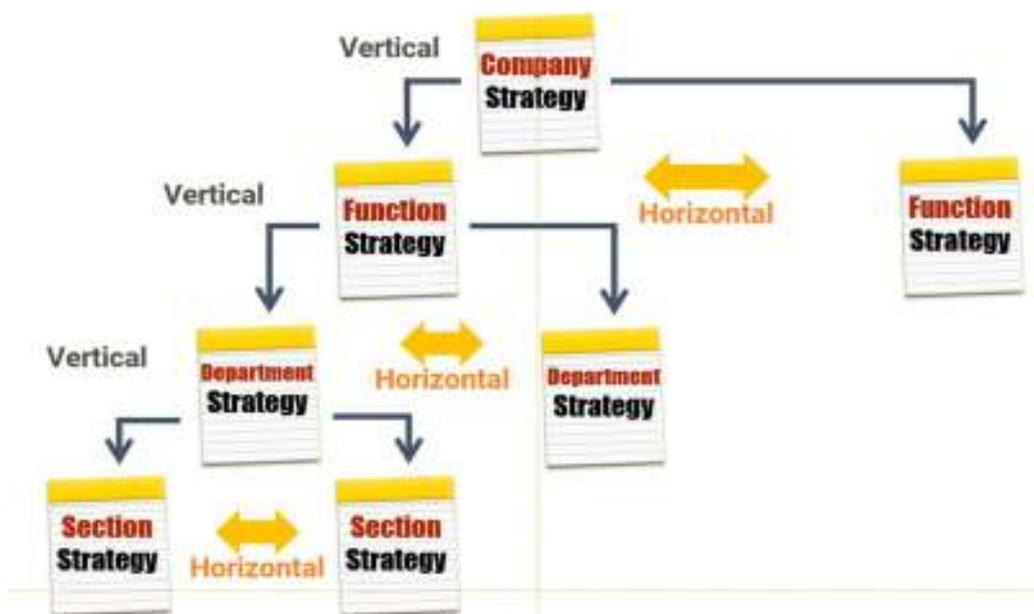 Vertical
Company
Strategy
Vertical
Function
Strategy
Horizontal
Function
Strategy
Vertical
Department
Strategy
Horizontal
Department
Strategy
Section
Strategy
Horizontal
Section
Strategy